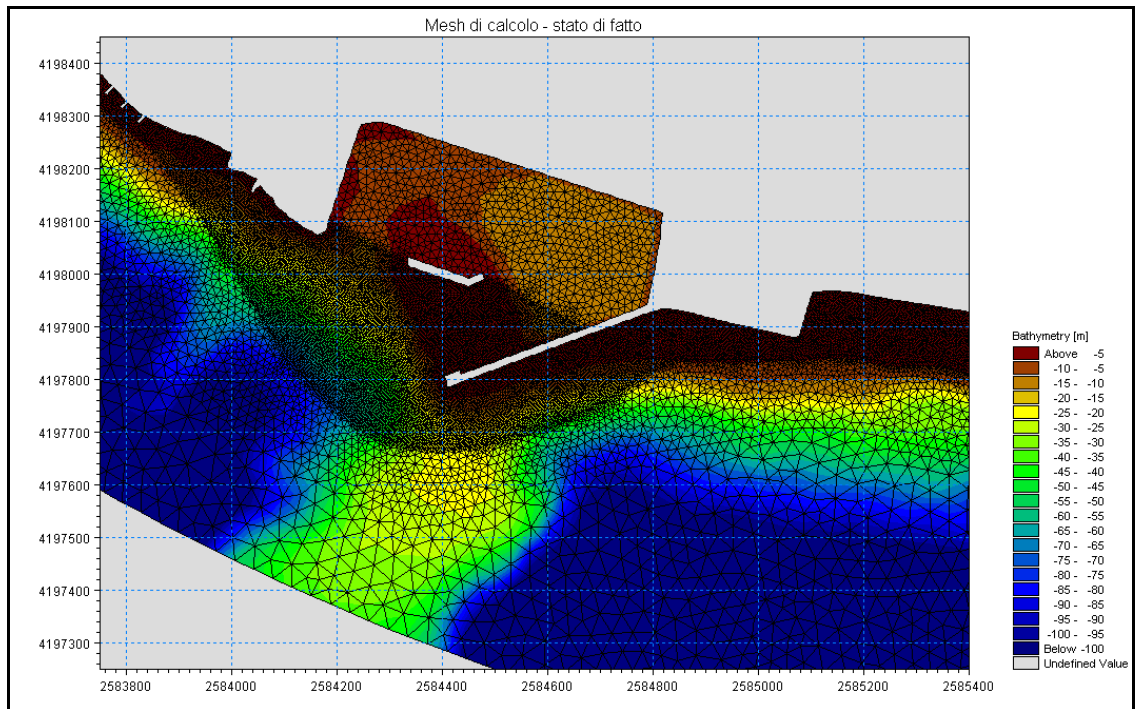 Mesh di calcolo - stato di fatto
4198400
4198300
4198200
4198100
4198000
4197900
4197800
4197700
4197600
4197500
4197400
4197300
2583800 2584000 2584200 2584400 2584600 2584800 2585000 2585200 2585400
Bathymetry [m]
Above -5
-10 - -5
-15 - -10
-20 - -15
-25 - -20
-30 - -25
-35 - -30
-40 - -35
-45 - -40
-50 - -45
-55 - -50
-60 - -55
-65 - -60
-70 - -65
-75 - -70
-80 - -75
-85 - -80
-90 - -85
-95 - -90
-100 - -95
Below -100
Undefined Value